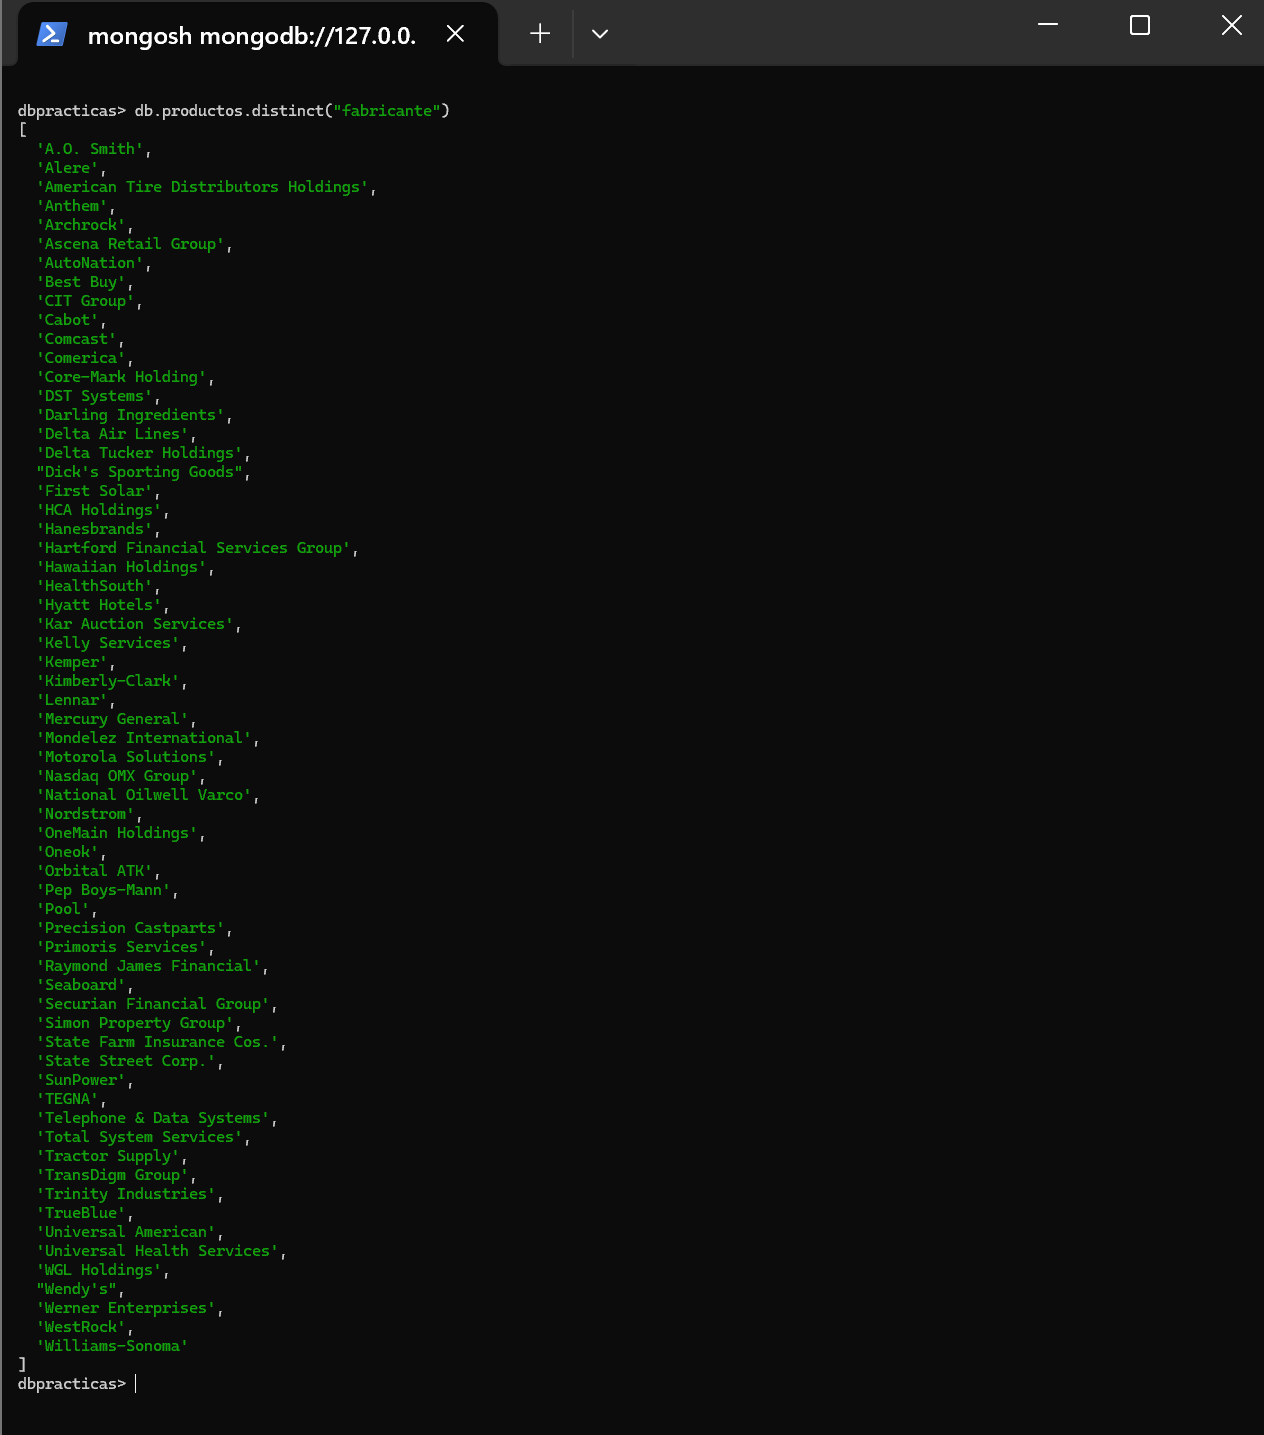 mongosh mongodb://127.0.0.
dbpracticas> db.productos.distinct("fabricante")
[
  'A.O. Smith',
  'Alere',
  'American Tire Distributors Holdings',
  'Anthem',
  'Archrock',
  'Ascena Retail Group',
  'AutoNation',
  'Best Buy',
  'CIT Group',
  'Cabot',
  'Comcast',
  'Comerica',
  'Core-Mark Holding',
  'DST Systems',
  'Darling Ingredients',
  'Delta Air Lines',
  'Delta Tucker Holdings',
  "Dick's Sporting Goods",
  'First Solar',
  'HCA Holdings',
  'Hanesbrands',
  'Hartford Financial Services Group',
  'Hawaiian Holdings',
  'HealthSouth',
  'Hyatt Hotels',
  'Kar Auction Services',
  'Kelly Services',
  'Kemper',
  'Kimberly-Clark',
  'Lennar',
  'Mercury General',
  'Mondelez International',
  'Motorola Solutions',
  'Nasdaq OMX Group',
  'National Oilwell Varco',
  'Nordstrom',
  'OneMain Holdings',
  'Oneok',
  'Orbital ATK',
  'Pep Boys-Mann',
  'Pool',
  'Precision Castparts',
  'Primoris Services',
  'Raymond James Financial',
  'Seaboard',
  'Securian Financial Group',
  'Simon Property Group',
  'State Farm Insurance Cos.',
  'State Street Corp.',
  'SunPower',
  'TEGNA',
  'Telephone & Data Systems',
  'Total System Services',
  'Tractor Supply',
  'TransDigm Group',
  'Trinity Industries',
  'TrueBlue',
  'Universal American',
  'Universal Health Services',
  'WGL Holdings',
  "Wendy's",
  'Werner Enterprises',
  'WestRock',
  'Williams-Sonoma'
]
dbpracticas>